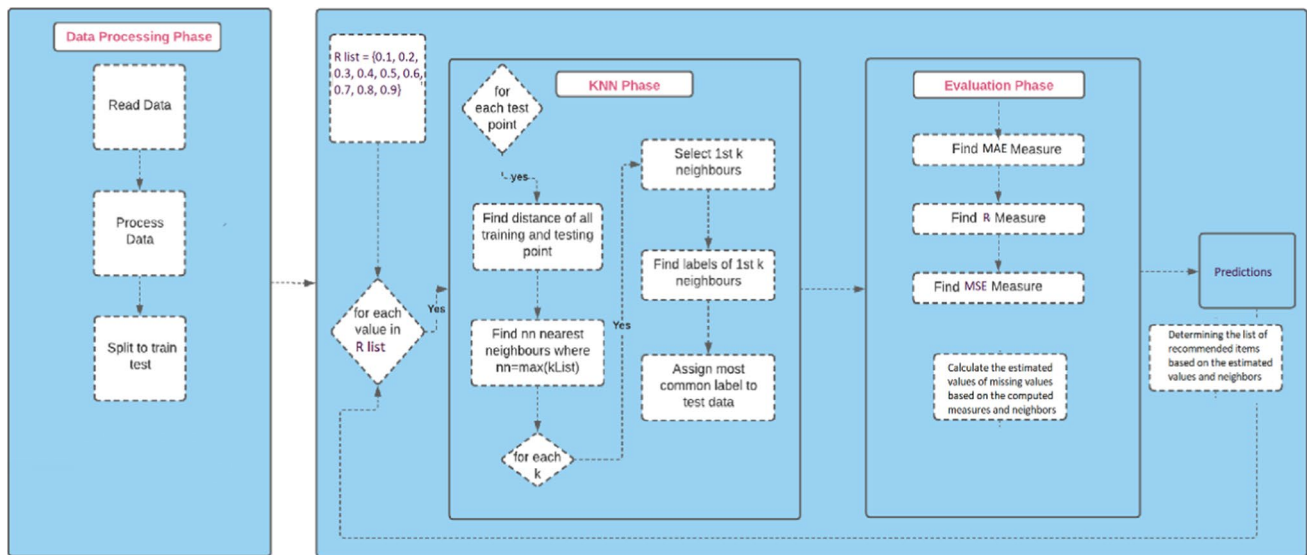 Data Processing Phase
Read Data
Process
Data
Split to train
test
R list = {0.1, 0.2,
0.3, 0.4, 0.5, 0.6,
0.7, 0.8, 0.9}
for each
value in
R list
Yes
KNN Phase
for
each test
point
yes
Find distance of all
training and testing
point
Find nn nearest
neighbours where
nn=max(kList)
for each
k
Yes
Select 1st k
neighbours
Find labels of 1st k
neighbours
Assign most
common label to
test data
Evaluation Phase
Find MAE Measure
Find R Measure
Find MSE Measure
Calculate the estimated
values of missing values
based on the computed
measures and neighbors
Predictions
Determining the list of
recommended items
based on the estimated
values and neighbors